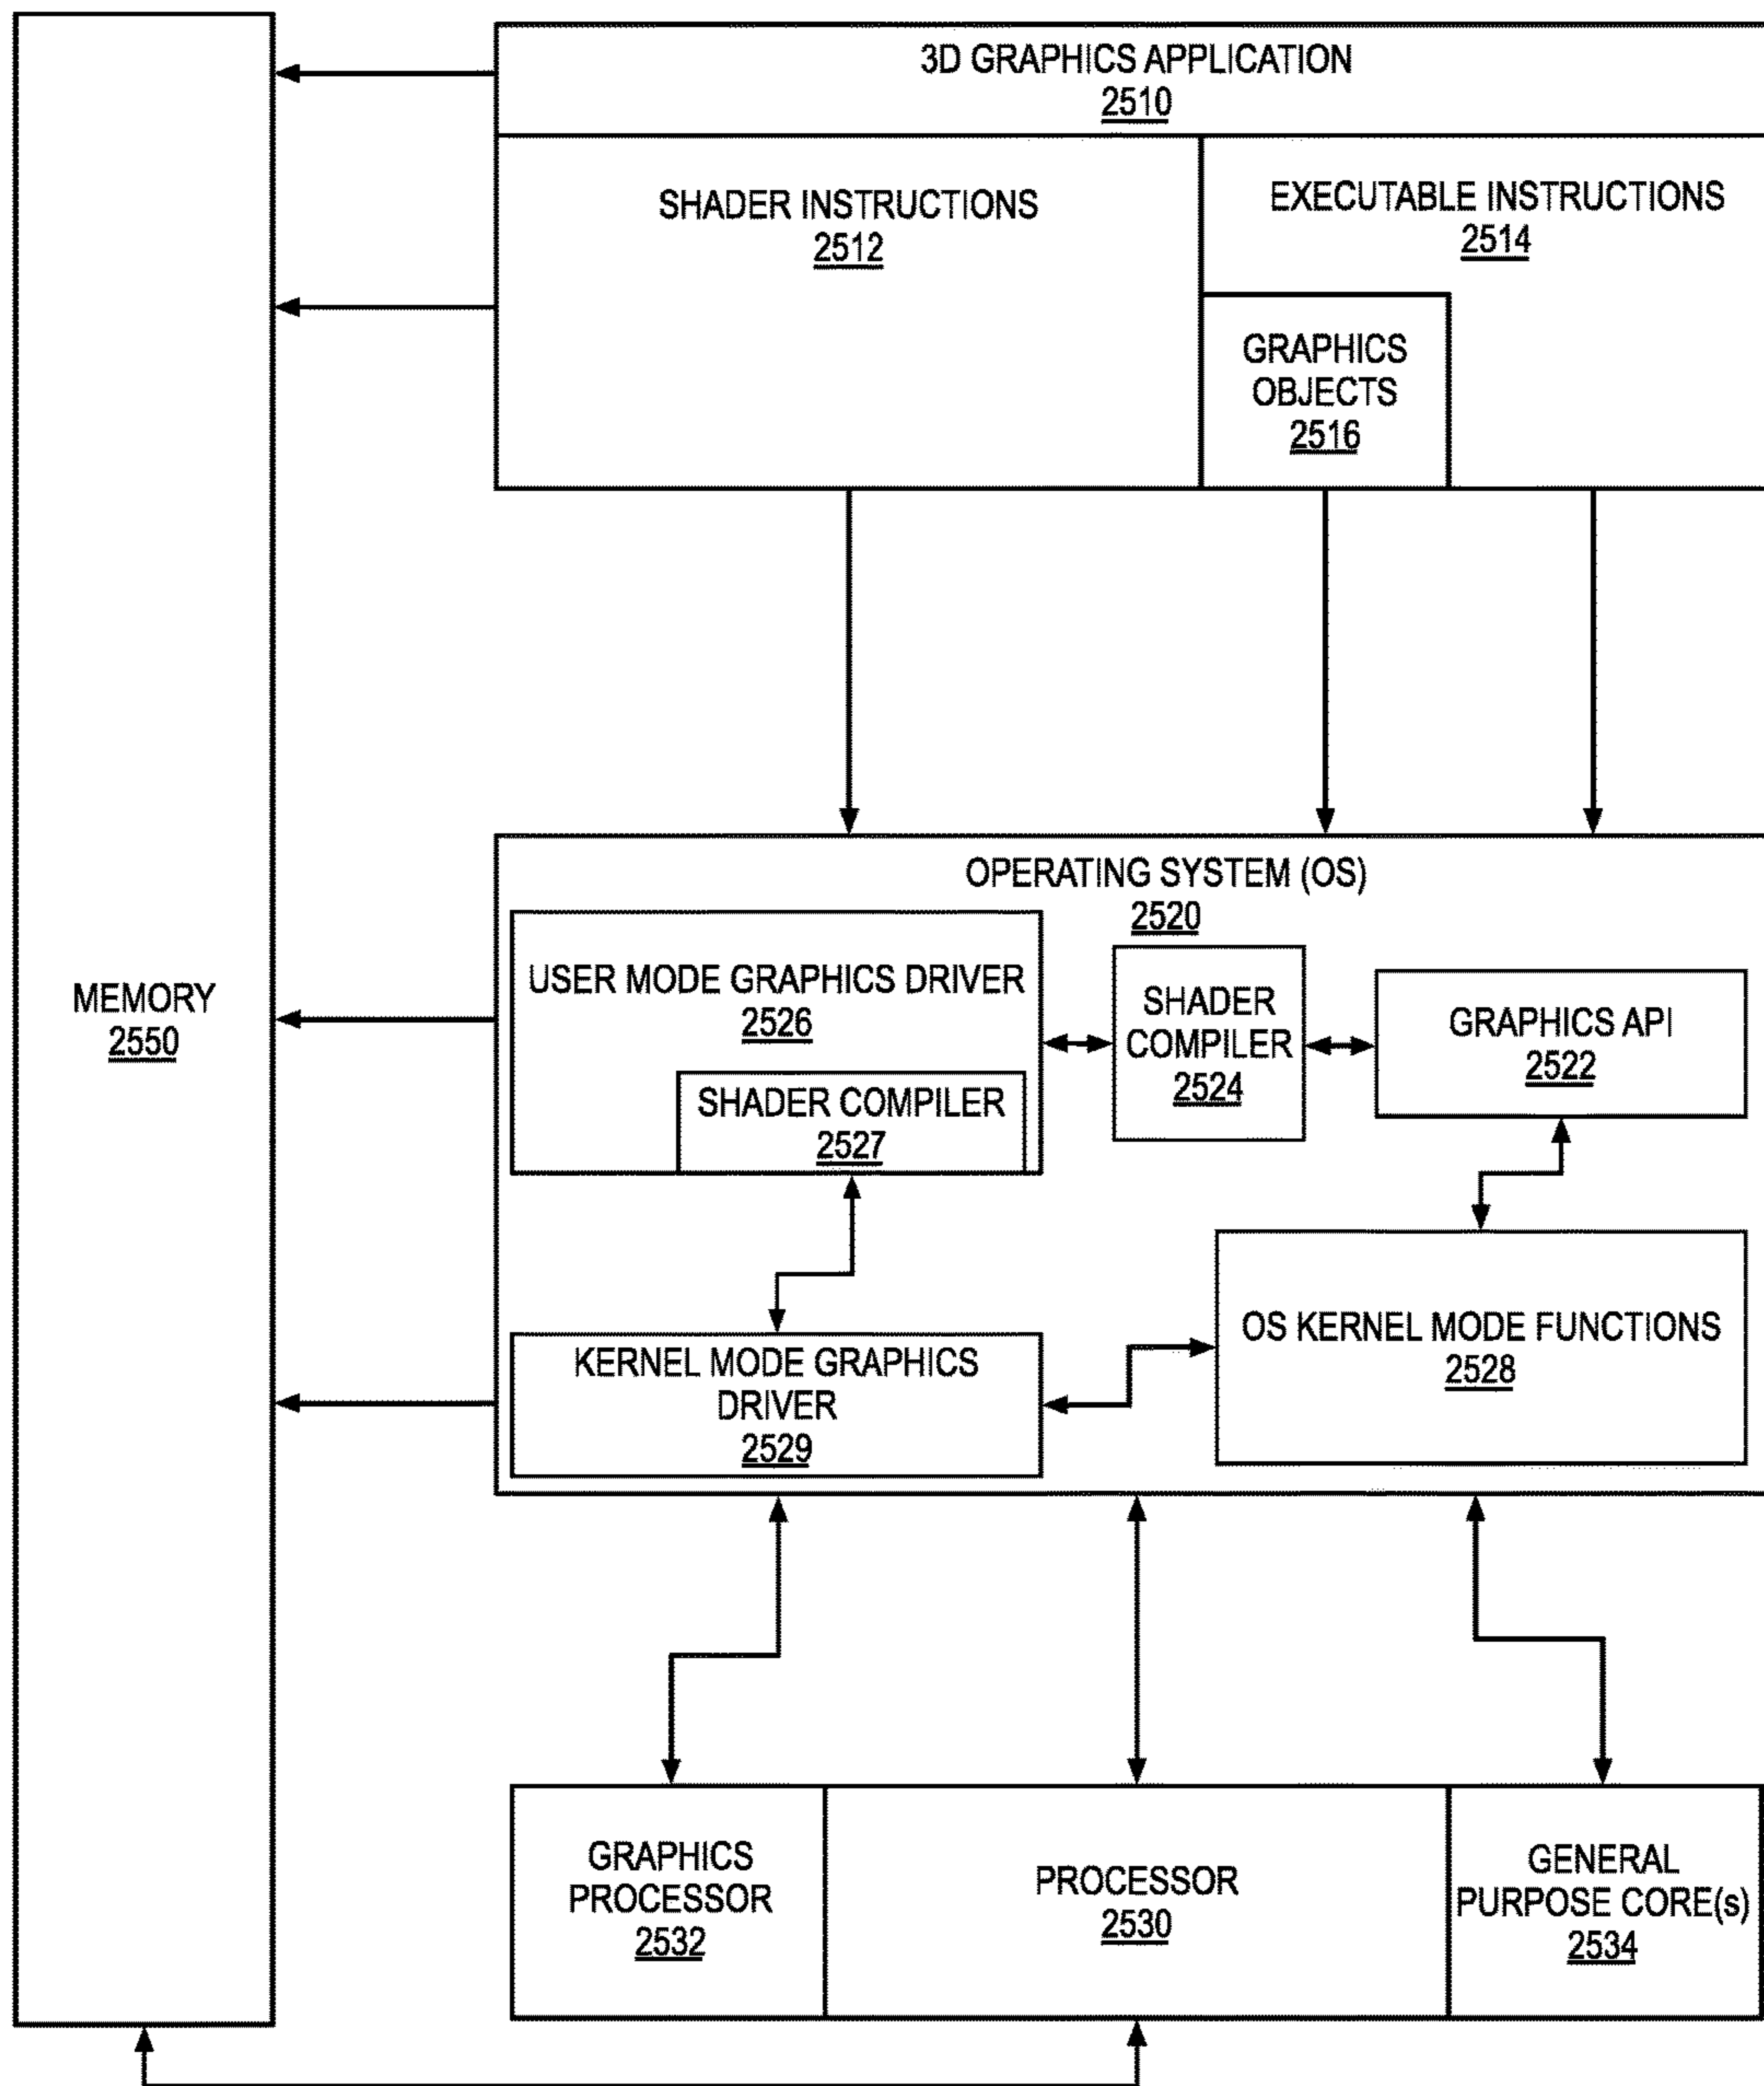 3D GRAPHICS APPLICATION
2510
SHADER INSTRUCTIONS
2512
EXECUTABLE INSTRUCTIONS
2514
GRAPHICS
OBJECTS
2516
MEMORY
2550
OPERATING SYSTEM (OS)
2520
USER MODE GRAPHICS DRIVER
2526
SHADER COMPILER
2527
SHADER
COMPILER
2524
GRAPHICS API
2522
KERNEL MODE GRAPHICS
DRIVER
2529
OS KERNEL MODE FUNCTIONS
2528
GRAPHICS
PROCESSOR
2532
PROCESSOR
2530
GENERAL
PURPOSE CORE(s)
2534